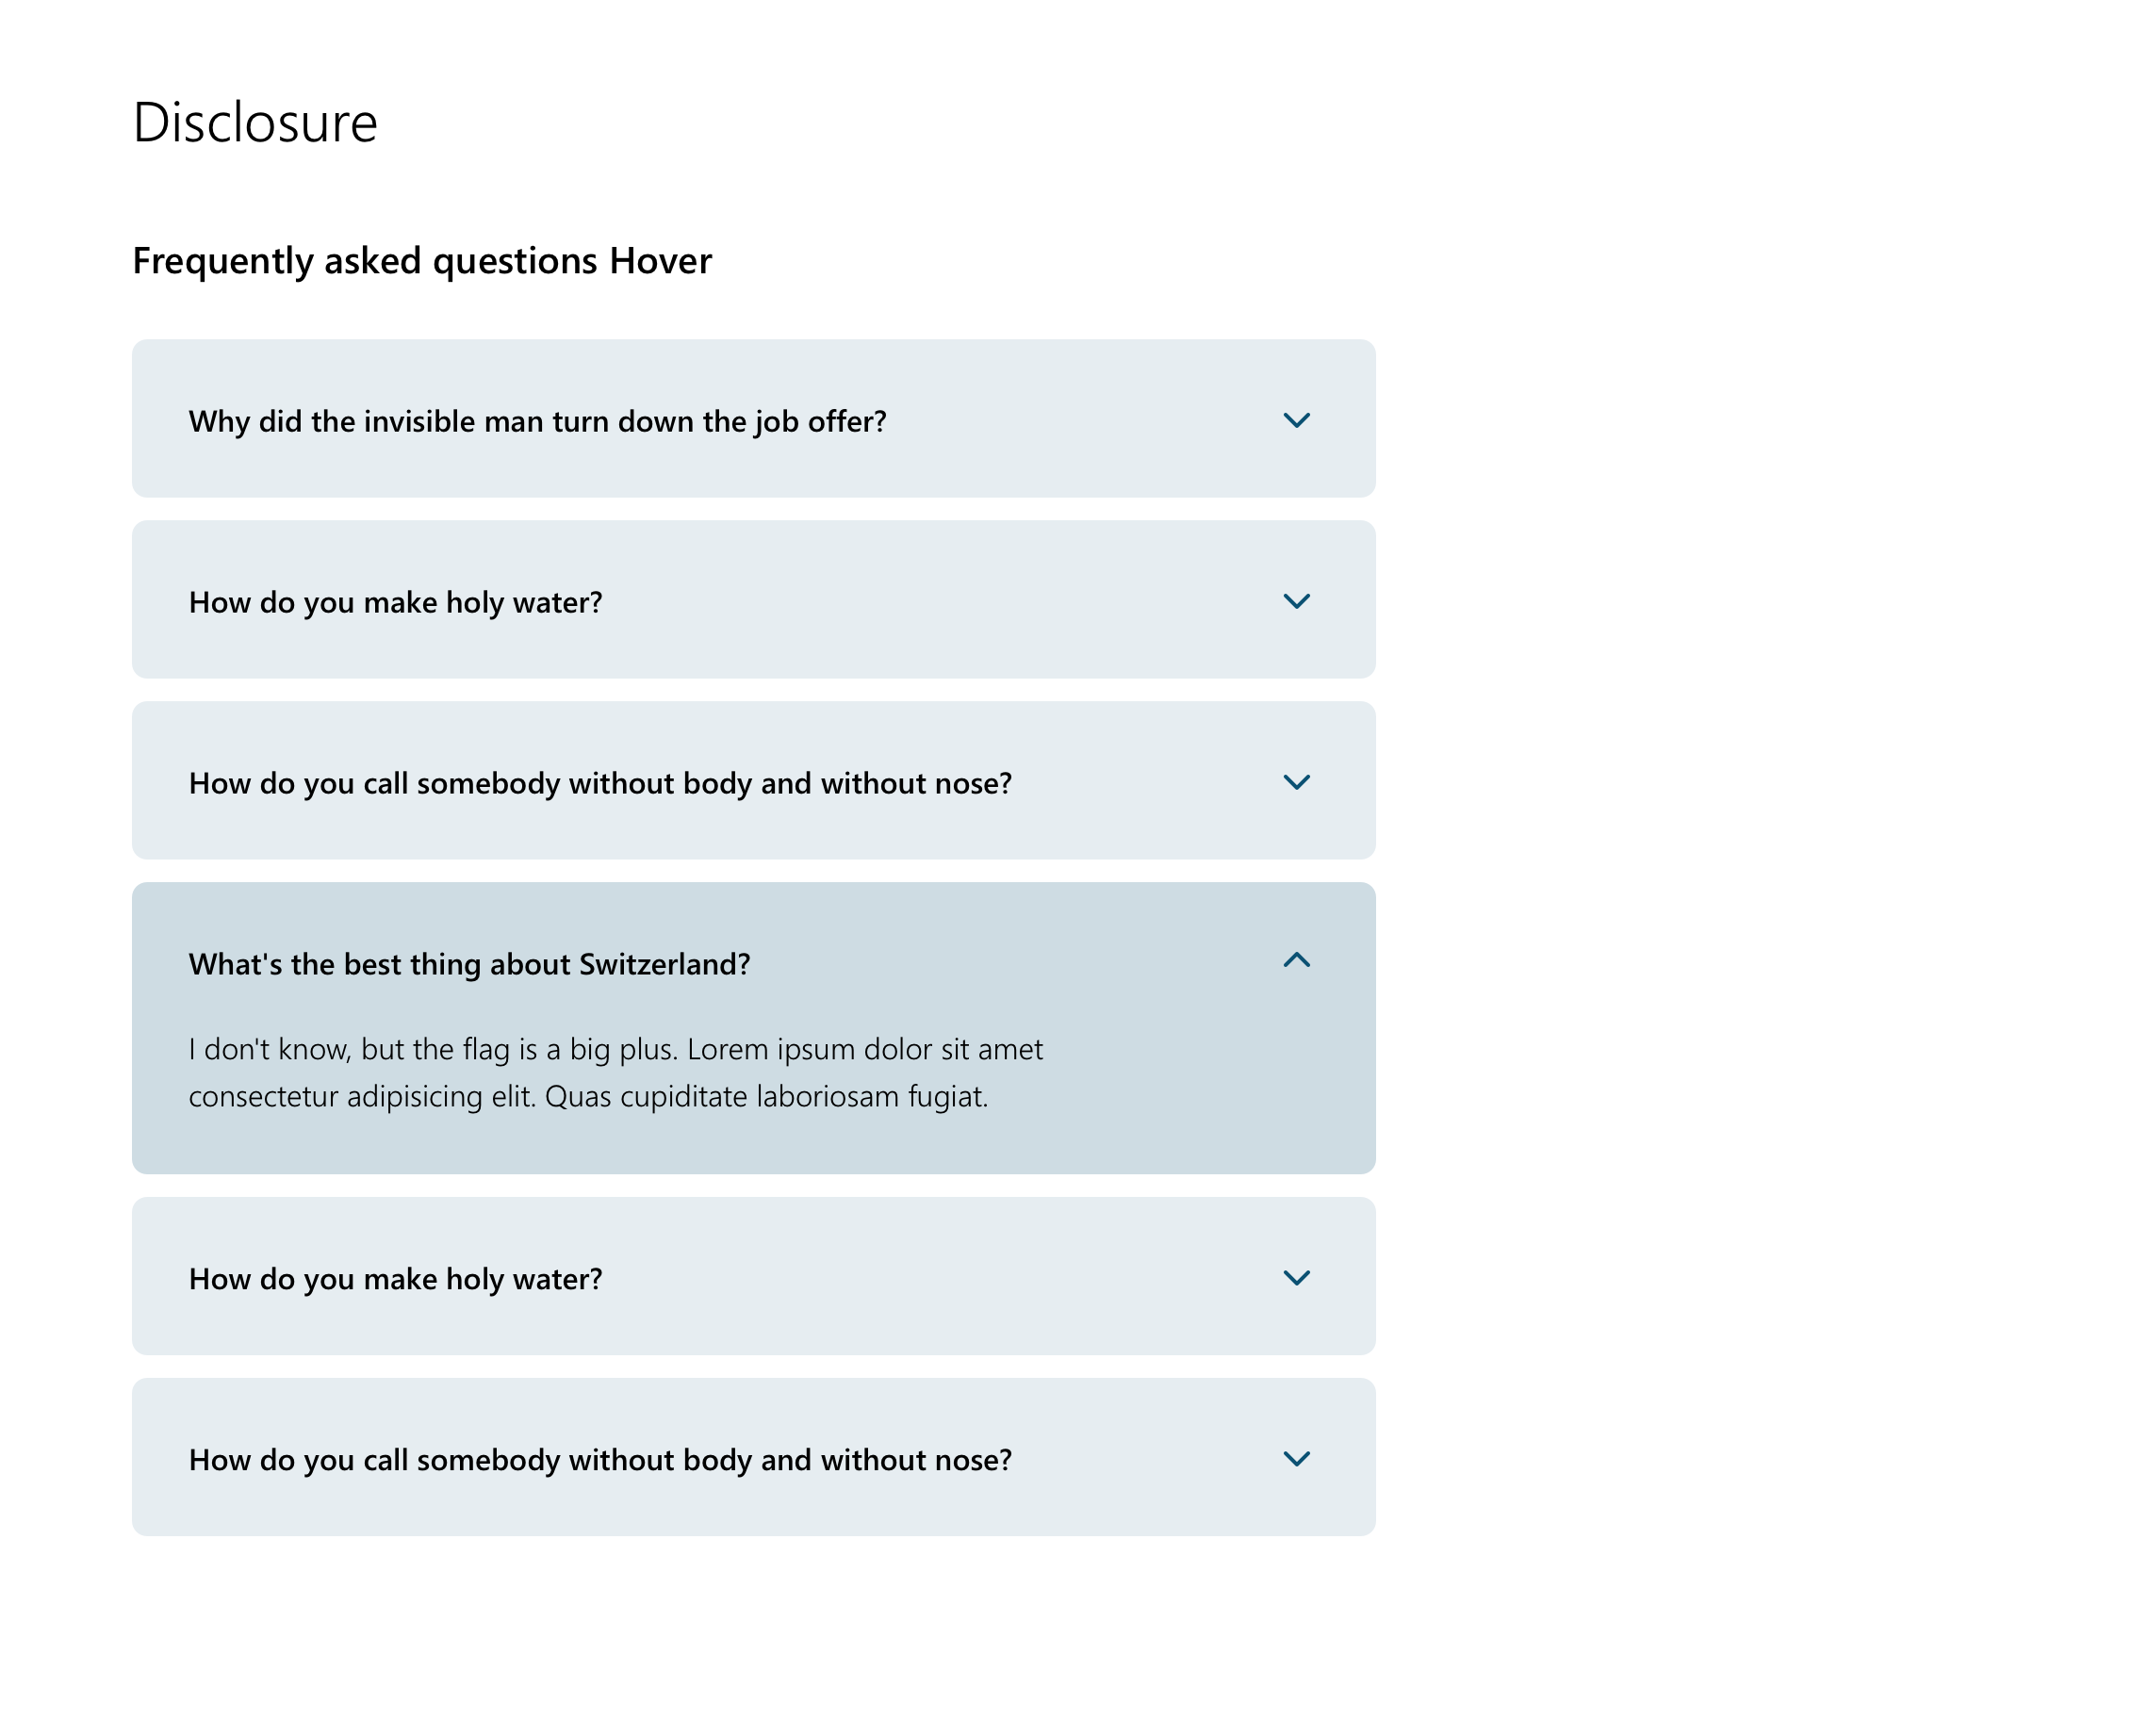 Disclosure
Frequently asked questions Hover
Why did the invisible man turn down the job offer?
How do you make holy water?
How do you call somebody without body and without nose?
What's the best thing about Switzerland?
I don't know, but the flag is a big plus. Lorem ipsum dolor sit amet
consectetur adipisicing elit. Quas cupiditate laboriosam fugiat.
How do you make holy water?
How do you call somebody without body and without nose?